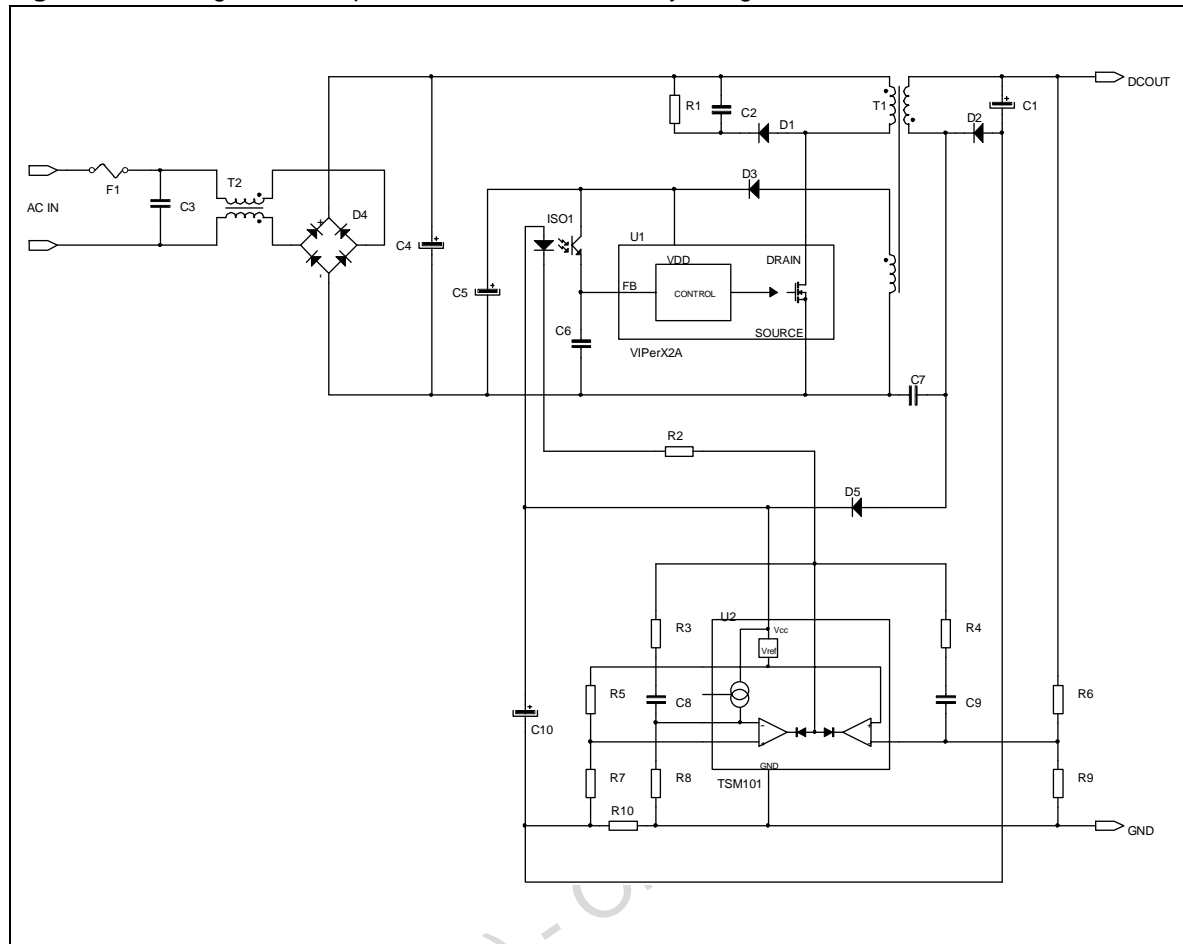 DCOUT
R1
C2
T1
C1
D1
D2
T2
F1
D3
AC IN
C3
D4
ISO1
+
-
C4
U1
VDD
DRAIN
C5
FB
CONTROL
C6
SOURCE
VIPerX2A
C7
R2
D5
U2
R3
Vcc
R4
Vref
R5
C8
C9
R6
C10
GND
R7
R8
TSM101
R9
R10
GND
) - O